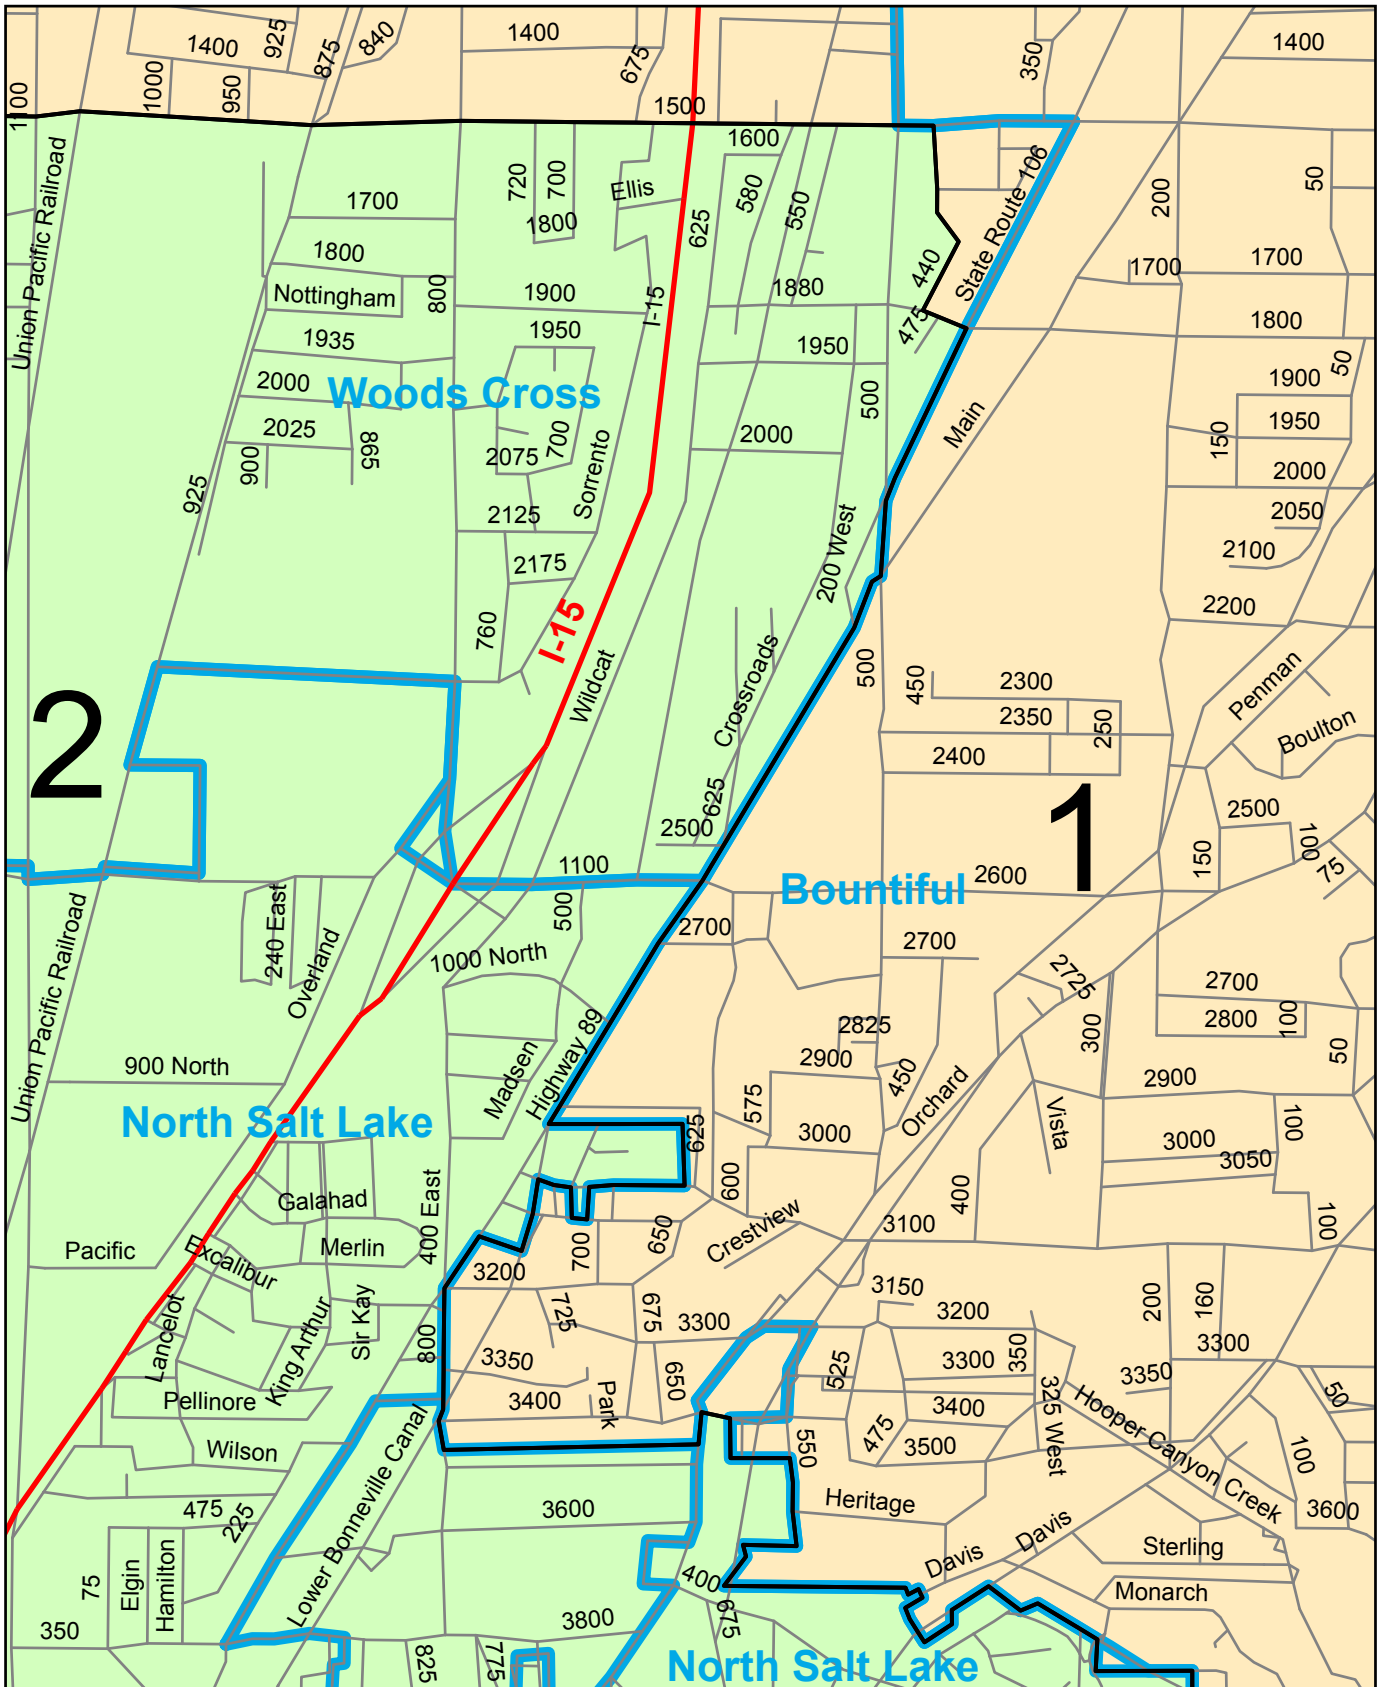 1400
925
875
840
1400
675
350
1400
1100
1000
950
1500
Union Pacific Railroad
720
700
Ellis
1600
580
550
625
State Route 106
200
50
1700
1800
1800
Nottingham
800
1900
I-15
1880
440
475
1700
1700
1800
1935
1950
1950
50
2000
Woods Cross
500
1900
2025
865
900
2075
700
Sorrento
2000
Main
150
1950
2000
925
2125
2050
2175
200 West
2100
760
I-15
Wildcat
Crossroads
2200
500
450
2300
2350
250
Penman
Boulton
2
2400
1
625
2500
2500
100
75
150
1100
Bountiful
2600
240 East
Overland
500
2700
2700
1000 North
2725
2700
Union Pacific Railroad
2825
300
2800
100
50
900 North
Madsen
Highway 89
2900
450
Orchard
2900
North Salt Lake
575
625
3000
Vista
100
3000
3050
Galahad
400 East
600
400
100
Pacific
Excalibur
Merlin
700
650
Crestview
3100
3200
Lancelot
King Arthur
Sir Kay
800
725
675
3300
3150
3200
200
160
3300
3350
525
3300
350
3350
50
Pellinore
3400
Park
650
325 West
Hooper Canyon Creek
475
3400
3500
100
Wilson
Lower Bonneville Canal
550
475
225
3600
Heritage
3600
75
Elgin
Hamilton
Davis
Davis
Sterling
400
Monarch
350
3800
675
825
775
North Salt Lake